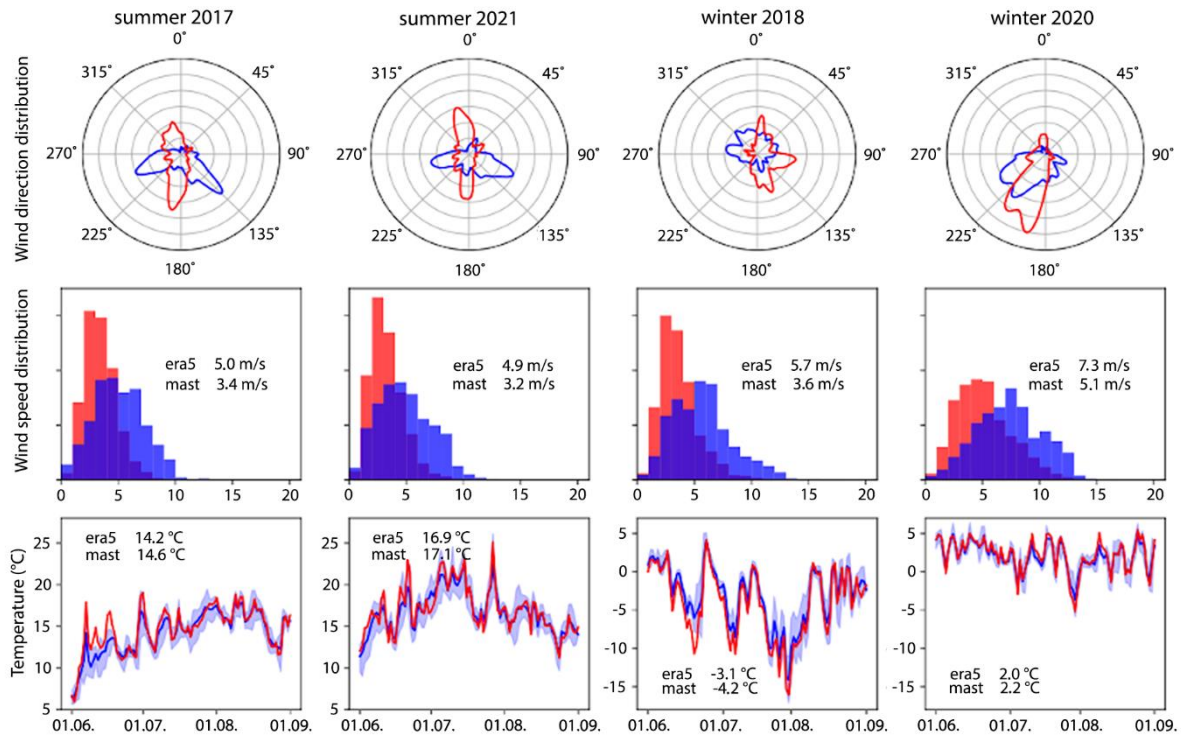 summer 2017 summer 2021 winter 2018 winter 2020
0° 0° 0° 0°
315° 45° 315° 45° 315° 45° 315° 45°
Wind direction distribution
270° 90° 270° 90° 270° 90° 270° 90°
225° 135° 225° 135° 225° 135° 225° 135°
180° 180° 180° 180°
Wind speed distribution
era5 5.0 m/s era5 4.9 m/s era5 5.7 m/s era5 7.3 m/s
mast 3.4 m/s mast 3.2 m/s mast 3.6 m/s mast 5.1 m/s
0 5 10 15 20 0 5 10 15 20 0 5 10 15 20 0 5 10 15 20
Temperature (°C)
era5 14.2 °C era5 16.9 °C
mast 14.6 °C mast 17.1 °C
25 25 5 5
20 20 0 0
15 15 -5 -5
10 10 -10 -10
era5 -3.1 °C era5 2.0 °C
mast -4.2 °C mast 2.2 °C
5 5 -15 -15
01.06. 01.07. 01.08. 01.09. 01.06. 01.07. 01.08. 01.09. 01.06. 01.07. 01.08. 01.09. 01.06. 01.07. 01.08. 01.09.